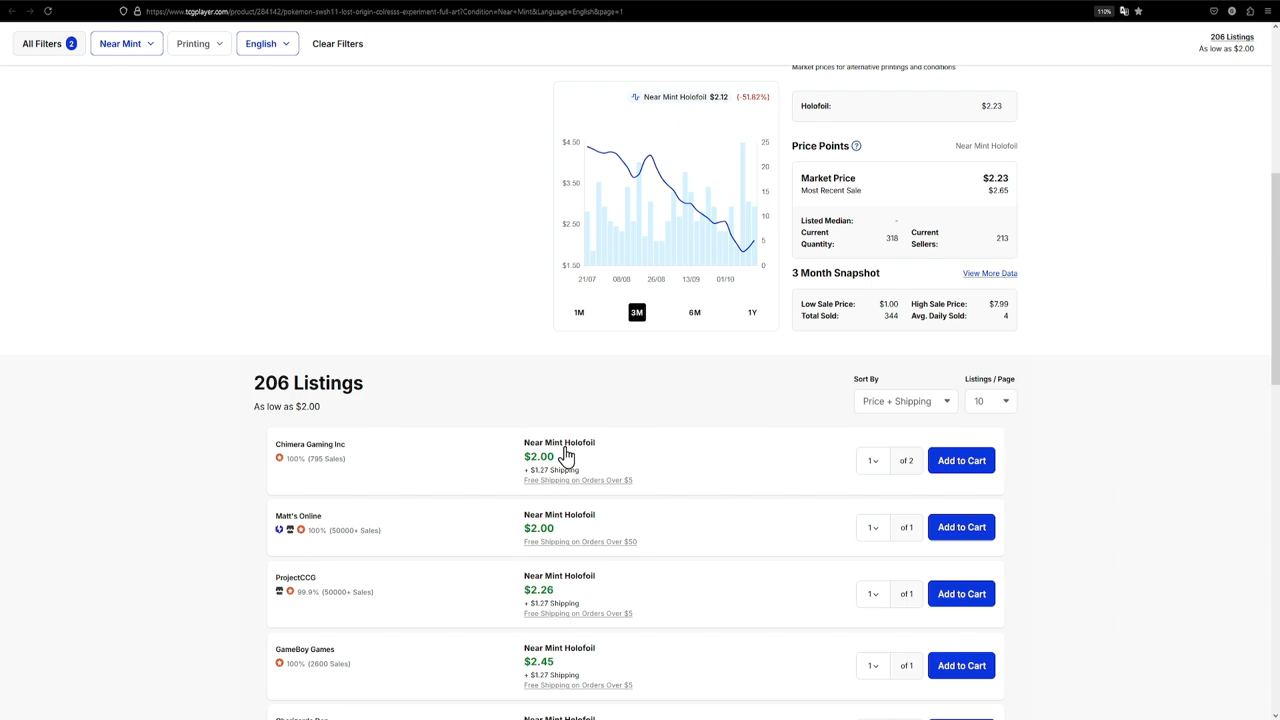 https://www.tcgplayer.com/product/284142/pokemon-swsh11-lost-origin-colresss-experiment-full-art?Condition=Near+Mint&Language=English&page=1
110%
All Filters 2
Near Mint
Printing
English
Clear Filters
206 Listings
As low as $2.00
Market prices for alternative printings and conditions
Near Mint Holofoil $2.12 (-51.82%)
$4.50
$3.50
$2.50
$1.50
25
20
15
10
5
0
21/07
08/08
26/08
13/09
01/10
1M
3M
6M
1Y
Holofoil: $2.23
Price Points ? Near Mint Holofoil
Market Price $2.23
Most Recent Sale $2.65
Listed Median: -
Current Quantity: 318
Current Sellers: 213
3 Month Snapshot View More Data
Low Sale Price: $1.00 High Sale Price: $7.99
Total Sold: 344 Avg. Daily Sold: 4
206 Listings
As low as $2.00
Sort By
Price + Shipping
Listings / Page
10
Chimera Gaming Inc
100% (795 Sales)
Near Mint Holofoil
$2.00
+ $1.27 Shipping
Free Shipping on Orders Over $5
1 of 2 Add to Cart
Matt's Online
100% (50000+ Sales)
Near Mint Holofoil
$2.00
Free Shipping on Orders Over $50
1 of 1 Add to Cart
ProjectCCG
99.9% (50000+ Sales)
Near Mint Holofoil
$2.26
+ $1.27 Shipping
Free Shipping on Orders Over $5
1 of 1 Add to Cart
GameBoy Games
100% (2600 Sales)
Near Mint Holofoil
$2.45
+ $1.27 Shipping
Free Shipping on Orders Over $5
1 of 1 Add to Cart
Near Mint Holofoil